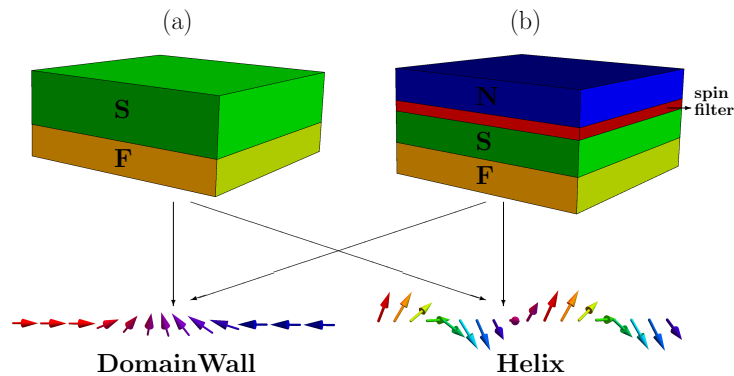 (a)
(b)
S
F
N
S
F
spin
filter
DomainWall
Helix